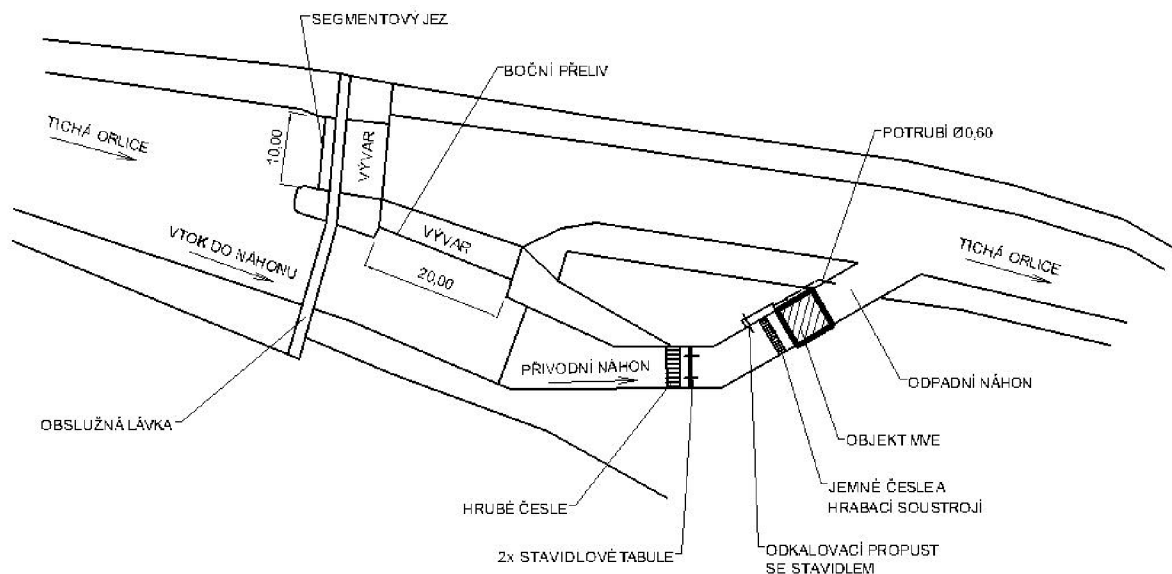 SEGMENTOVÝ JEZ
BOČNÍ PŘELIV
TICHÁ ORLICE
10,00
VÝVAR
POTRUBÍ Ø0,60
VTOK DO NÁHONU
VÝVAR
20,00
TICHÁ ORLICE
PŘÍVODNÍ NÁHON
ODPADNÍ NÁHON
OBSLUŽNÁ LÁVKA
OBJEKT MVE
HRUBÉ ČESLE
JEMNÉ ČESLE A
HRABACÍ SOUSTROJÍ
2x STAVIDLOVÉ TABULE
ODKALOVACÍ PROPUST
SE STAVIDLEM